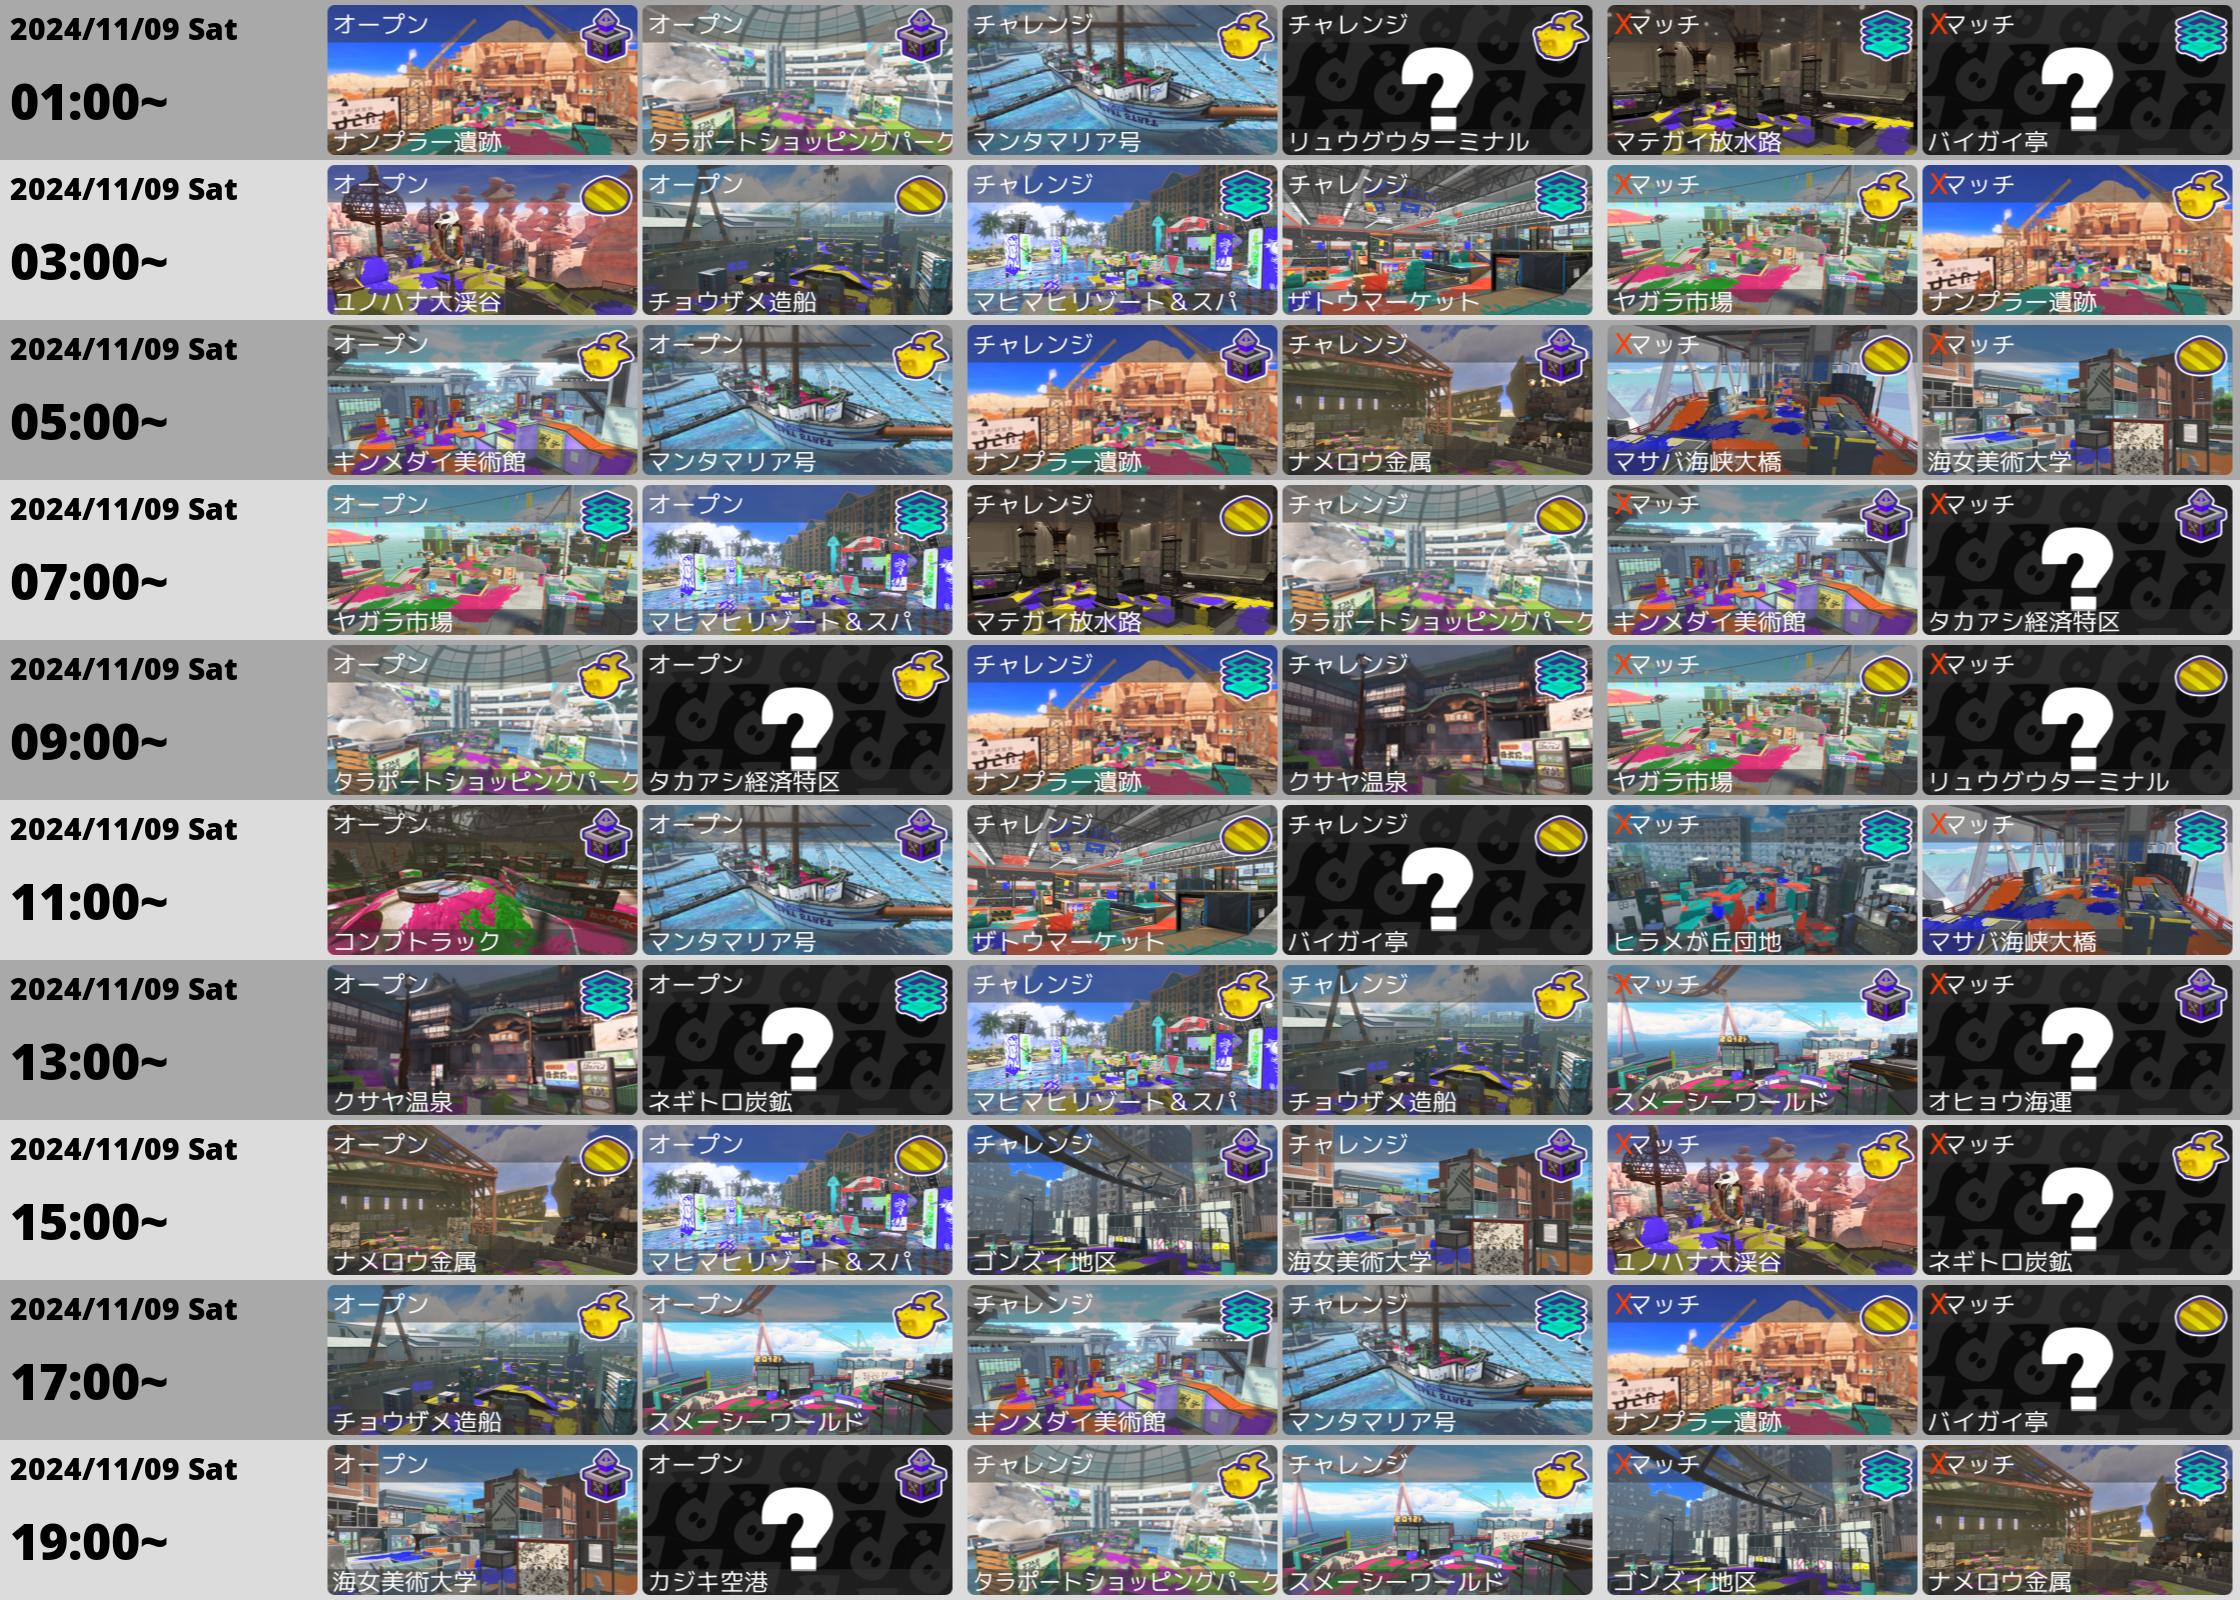 2024/11/09 Sat
01:00~
オープン
ナンプラー遺跡
オープン
タラポートショッピングパーク
チャレンジ
マンタマリア号
チャレンジ
リュウグウターミナル
Xマッチ
マテガイ放水路
Xマッチ
バイガイ亭
2024/11/09 Sat
03:00~
オープン
ユノハナ大渓谷
オープン
チョウザメ造船
チャレンジ
マヒマヒリゾート&スパ
チャレンジ
ザトウマーケット
Xマッチ
ヤガラ市場
Xマッチ
ナンプラー遺跡
2024/11/09 Sat
05:00~
オープン
キンメダイ美術館
オープン
マンタマリア号
チャレンジ
ナンプラー遺跡
チャレンジ
ナメロウ金属
Xマッチ
マサバ海峡大橋
Xマッチ
海女美術大学
2024/11/09 Sat
07:00~
オープン
ヤガラ市場
オープン
マヒマヒリゾート&スパ
チャレンジ
マテガイ放水路
チャレンジ
タラポートショッピングパーク
Xマッチ
キンメダイ美術館
Xマッチ
タカアシ経済特区
2024/11/09 Sat
09:00~
オープン
タラポートショッピングパーク
オープン
タカアシ経済特区
チャレンジ
ナンプラー遺跡
チャレンジ
クサヤ温泉
Xマッチ
ヤガラ市場
Xマッチ
リュウグウターミナル
2024/11/09 Sat
11:00~
オープン
コンブトラック
オープン
マンタマリア号
チャレンジ
ザトウマーケット
チャレンジ
バイガイ亭
Xマッチ
ヒラメが丘団地
Xマッチ
マサバ海峡大橋
2024/11/09 Sat
13:00~
オープン
クサヤ温泉
オープン
ネギトロ炭鉱
チャレンジ
マヒマヒリゾート&スパ
チャレンジ
チョウザメ造船
Xマッチ
スメーシーワールド
Xマッチ
オヒョウ海運
2024/11/09 Sat
15:00~
オープン
ナメロウ金属
オープン
マヒマヒリゾート&スパ
チャレンジ
ゴンズイ地区
チャレンジ
海女美術大学
Xマッチ
ユノハナ大渓谷
Xマッチ
ネギトロ炭鉱
2024/11/09 Sat
17:00~
オープン
チョウザメ造船
オープン
スメーシーワールド
チャレンジ
キンメダイ美術館
チャレンジ
マンタマリア号
Xマッチ
ナンプラー遺跡
Xマッチ
バイガイ亭
2024/11/09 Sat
19:00~
オープン
海女美術大学
オープン
カジキ空港
チャレンジ
タラポートショッピングパーク
チャレンジ
スメーシーワールド
Xマッチ
ゴンズイ地区
Xマッチ
ナメロウ金属